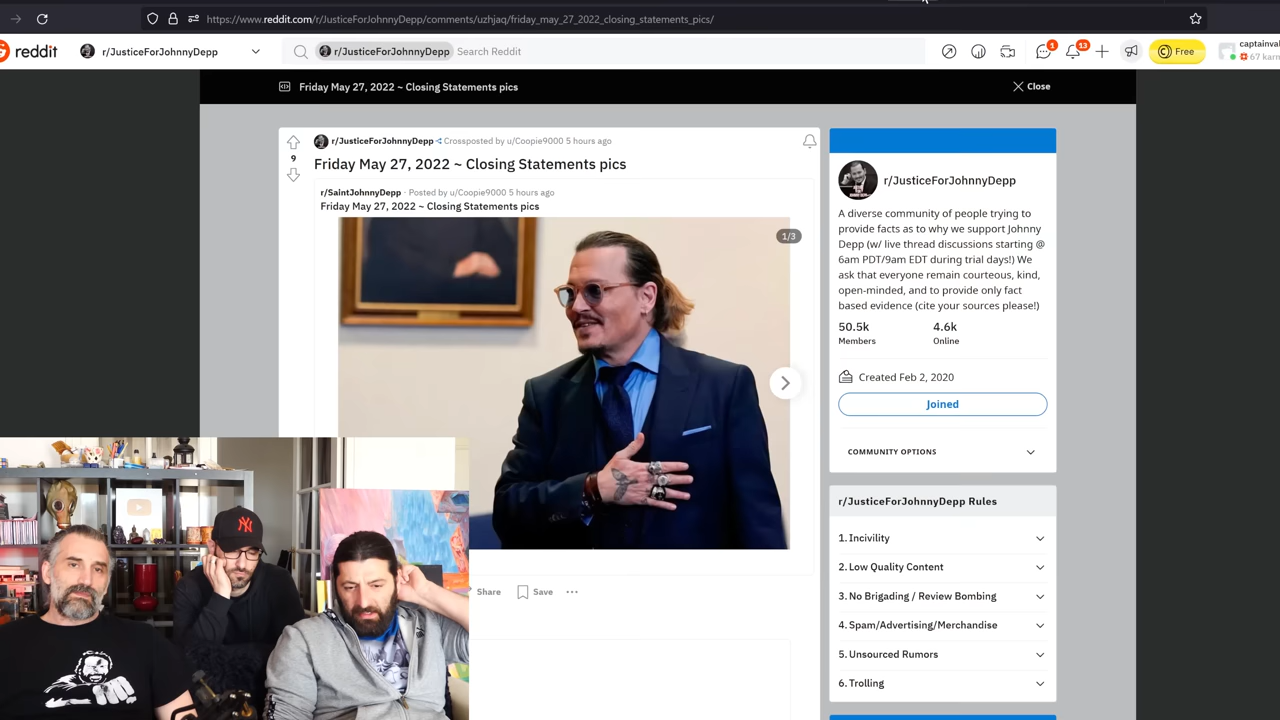 https://www.reddit.com/r/JusticeForJohnnyDepp/comments/uzhjaq/friday_may_27_2022_closing_statements_pics/
reddit r/JusticeForJohnnyDepp r/JusticeForJohnnyDepp Search Reddit 1 13 Free captainval
67 karm
Friday May 27, 2022 ~ Closing Statements pics Close
r/JusticeForJohnnyDepp Crossposted by u/Coopie9000 5 hours ago
9
Friday May 27, 2022 ~ Closing Statements pics
r/SaintJohnnyDepp · Posted by u/Coopie9000 5 hours ago
Friday May 27, 2022 ~ Closing Statements pics
1/3
Share Save
NY
r/JusticeForJohnnyDepp
A diverse community of people trying to
provide facts as to why we support Johnny
Depp (w/ live thread discussions starting @
6am PDT/9am EDT during trial days!) We
ask that everyone remain courteous, kind,
open-minded, and to provide only fact
based evidence (cite your sources please!)
50.5k 4.6k
Members Online
Created Feb 2, 2020
Joined
COMMUNITY OPTIONS
r/JusticeForJohnnyDepp Rules
1. Incivility
2. Low Quality Content
3. No Brigading / Review Bombing
4. Spam/Advertising/Merchandise
5. Unsourced Rumors
6. Trolling